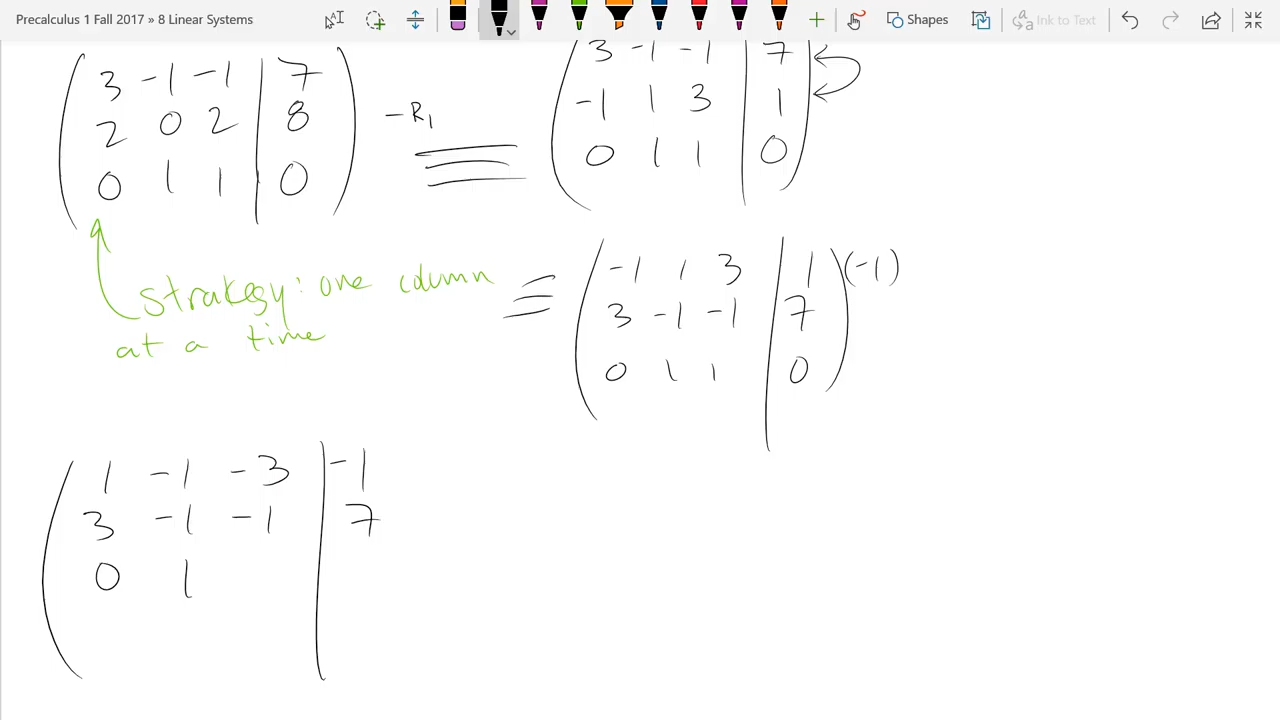 Precalculus 1 Fall 2017 » 8 Linear Systems
Shapes
Ink to Text
3 -1 -1 | 7
2 0 2 | 8
0 1 1 | 0
-R₁
3 -1 -1 | 7
-1 1 3 | 1
0 1 1 | 0
strategy: one column
at a time
-1 1 3 | 1 (-1)
3 -1 -1 | 7
0 1 1 | 0
1 -1 -3 | -1
3 -1 -1 | 7
0 1